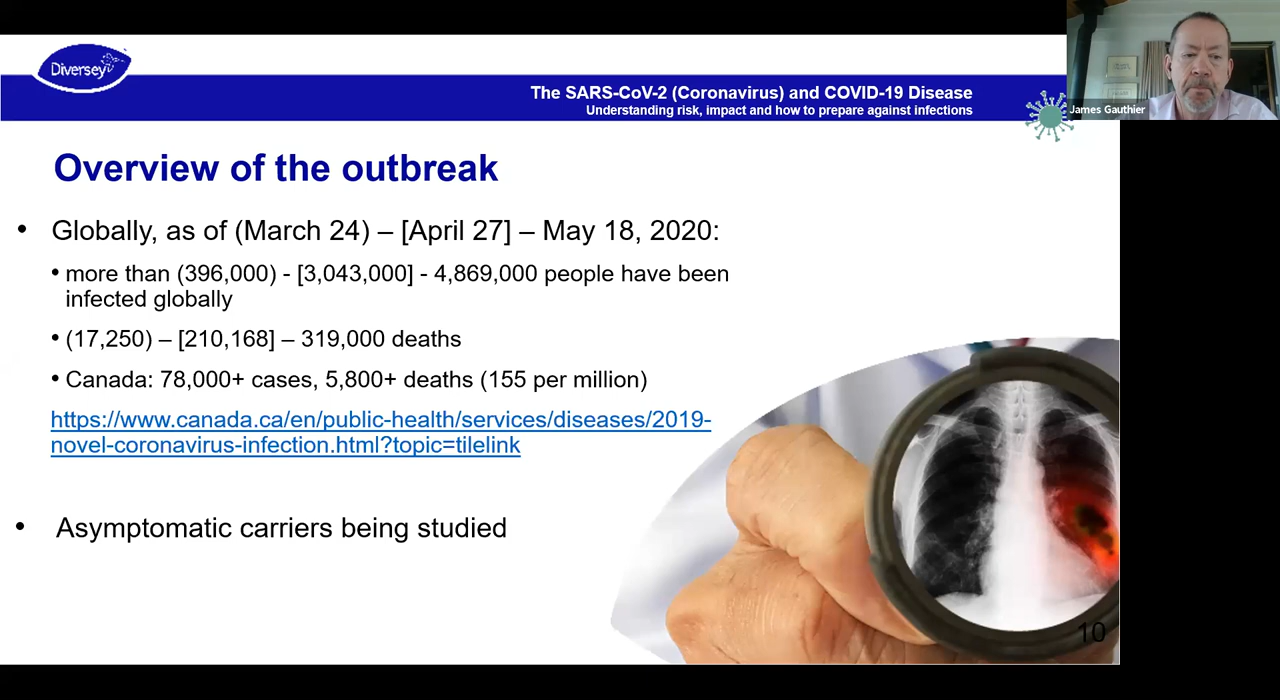 Diversey
The SARS-CoV-2 (Coronavirus) and COVID-19 Disease
Understanding risk, impact and how to prepare against infections
James Gauthier
Overview of the outbreak
• Globally, as of (March 24) – [April 27] – May 18, 2020:
• more than (396,000) - [3,043,000] - 4,869,000 people have been
infected globally
• (17,250) – [210,168] – 319,000 deaths
• Canada: 78,000+ cases, 5,800+ deaths (155 per million)
https://www.canada.ca/en/public-health/services/diseases/2019-
novel-coronavirus-infection.html?topic=tilelink
• Asymptomatic carriers being studied
10